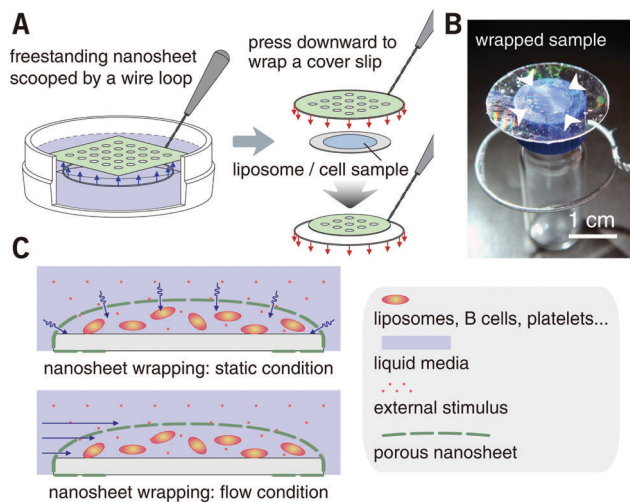 A
freestanding nanosheet
scooped by a wire loop
press downward to
wrap a cover slip
liposome / cell sample
B
wrapped sample
1 cm
C
nanosheet wrapping: static condition
nanosheet wrapping: flow condition
liposomes, B cells, platelets...
liquid media
external stimulus
porous nanosheet